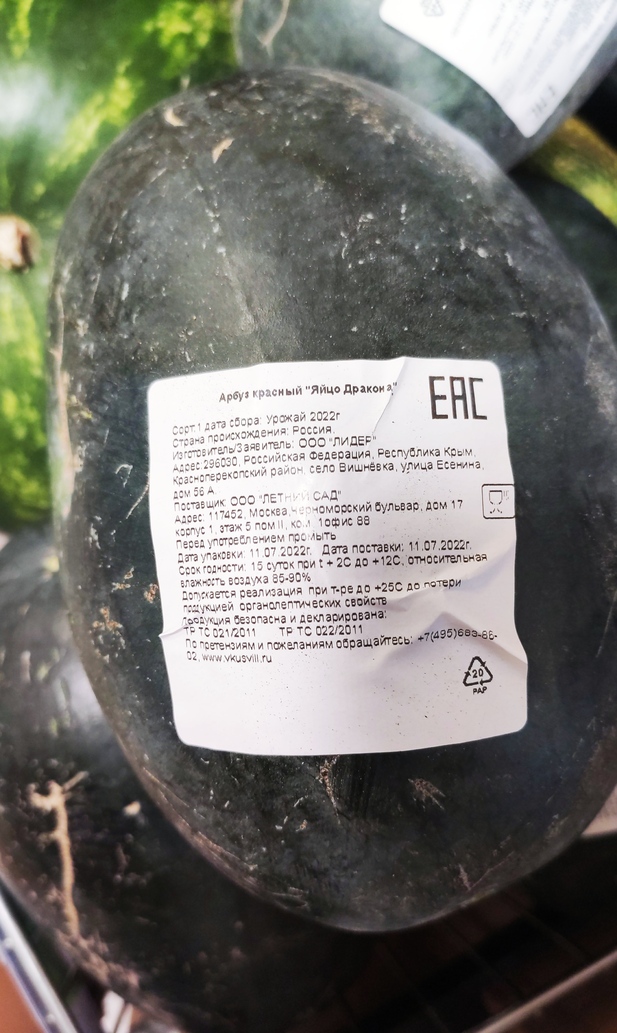 Арбуз красный "Яйцо Дракона"
ЕАС
Сорт:1 дата сбора: Урожай 2022г
Страна происхождения: Россия.
Изготовитель/Заявитель: ООО "ЛИДЕР"
Адрес:296030, Российская Федерация, Республика Крым,
Красноперекопский район, село Вишнёвка, улица Есенина,
дом 56 А
Поставщик: ООО "ЛЕТНИЙ САД"
Адрес: 117452, Москва,Черноморский бульвар, дом 17
корпус 1, этаж 5 пом II, ком. 1офис 88
Перед употреблением промыть
Дата упаковки: 11.07.2022г. Дата поставки: 11.07.2022г.
Срок годности: 15 суток при t + 2С до +12С, относительная
влажность воздуха 85-90%
Допускается реализация при т-ре до +25С до потери
продукцией органолептических свойств
Продукция безопасна и декларирована:
ТР ТС 021/2011 ТР ТС 022/2011
По претензиям и пожеланиям обращайтесь:
02, www.vkusvill.ru
20
PAP